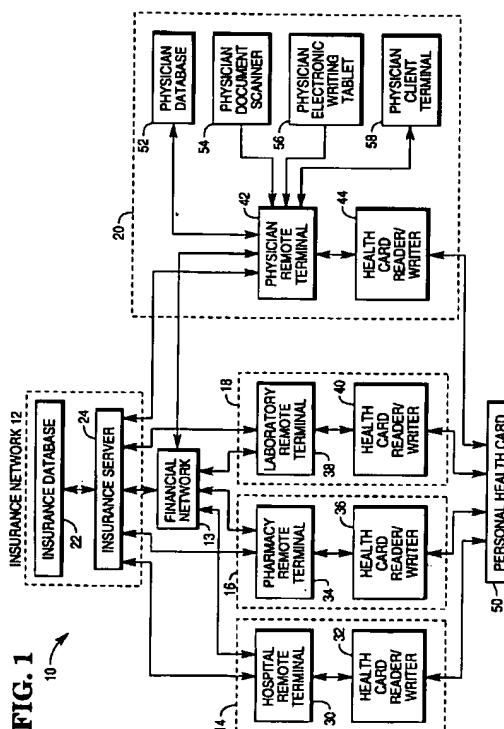 FIG. 1
10
INSURANCE NETWORK 12
INSURANCE DATABASE
22
24
INSURANCE SERVER
FINANCIAL
NETWORK
13
20
52
PHYSICIAN
DATABASE
54
PHYSICIAN
DOCUMENT
SCANNER
56
PHYSICIAN
ELECTRONIC
WRITING
TABLET
58
PHYSICIAN
CLIENT
TERMINAL
42
PHYSICIAN
REMOTE
TERMINAL
44
HEALTH
CARD
READER/
WRITER
14
HOSPITAL
REMOTE
TERMINAL
30
32
HEALTH
CARD
READER/
WRITER
16
PHARMACY
REMOTE
TERMINAL
34
36
HEALTH
CARD
READER/
WRITER
18
LABORATORY
REMOTE
TERMINAL
38
40
HEALTH
CARD
READER/
WRITER
50
PERSONAL HEALTH CARD